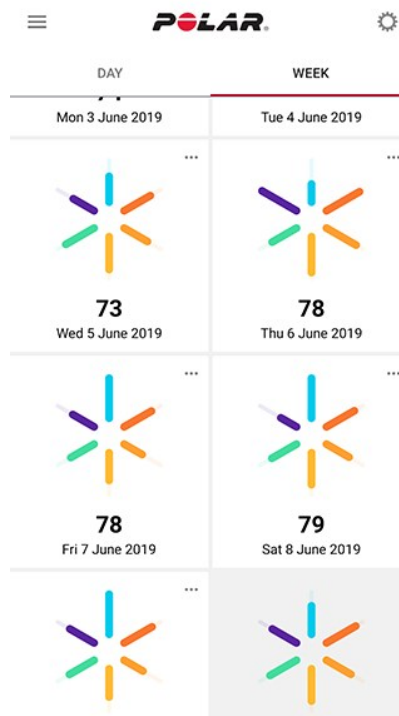 POLAR.
DAY
WEEK
Mon 3 June 2019
Tue 4 June 2019
73
Wed 5 June 2019
78
Thu 6 June 2019
78
Fri 7 June 2019
79
Sat 8 June 2019